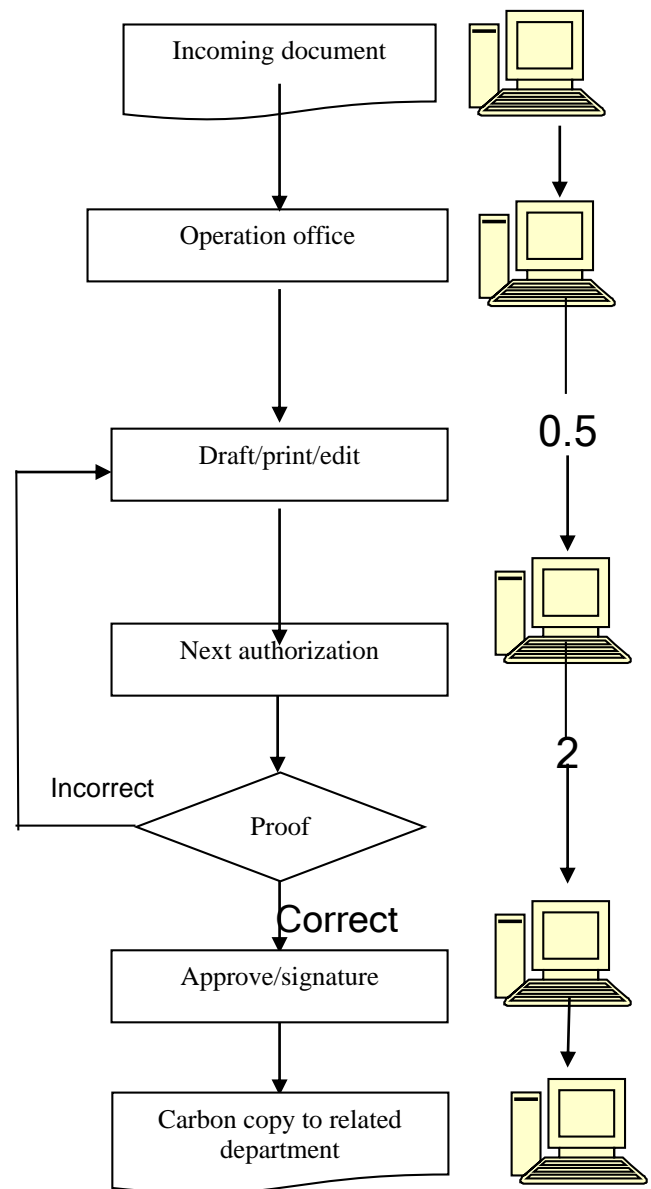 Incoming document
Operation office
Draft/print/edit
0.5
Next authorization
2
Incorrect
Proof
Correct
Approve/signature
Carbon copy to related
department